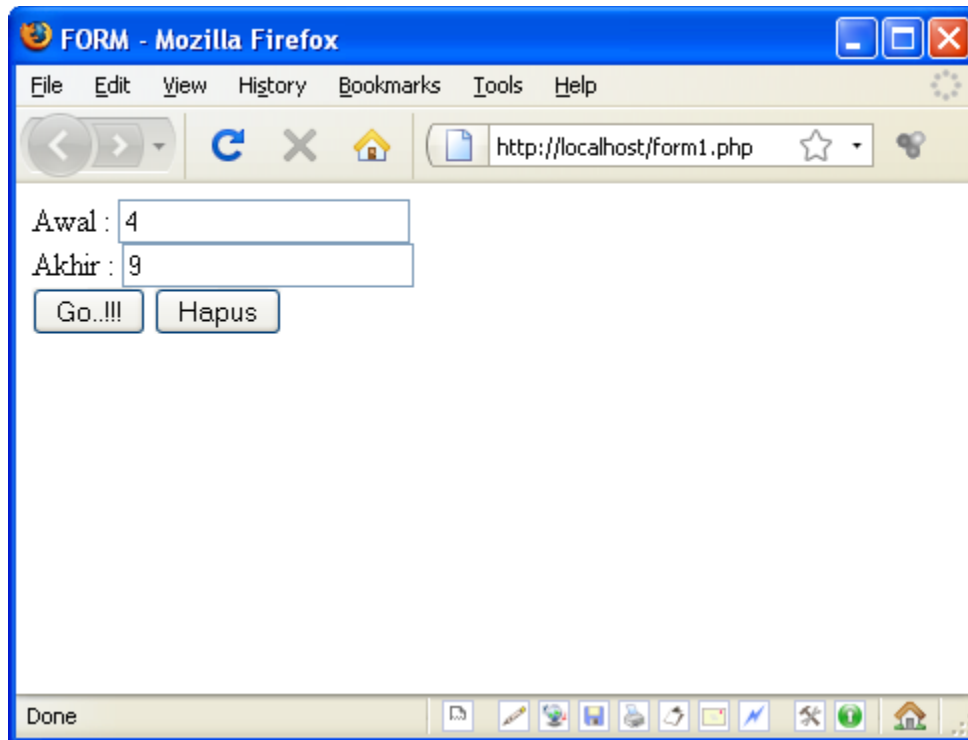 FORM - Mozilla Firefox
File Edit View History Bookmarks Tools Help
http://localhost/form1.php
Awal : 4
Akhir : 9
Go..!!! Hapus
Done